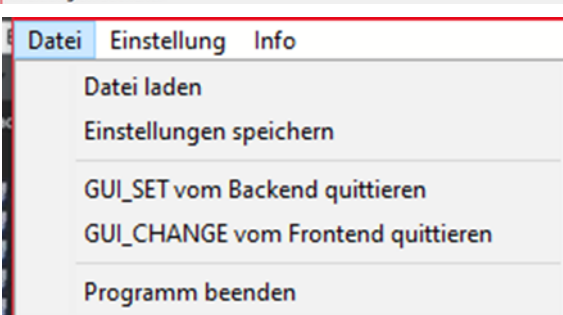 Datei Einstellung Info
Datei laden
Einstellungen speichern
GUI_SET vom Backend quittieren
GUI_CHANGE vom Frontend quittieren
Programm beenden